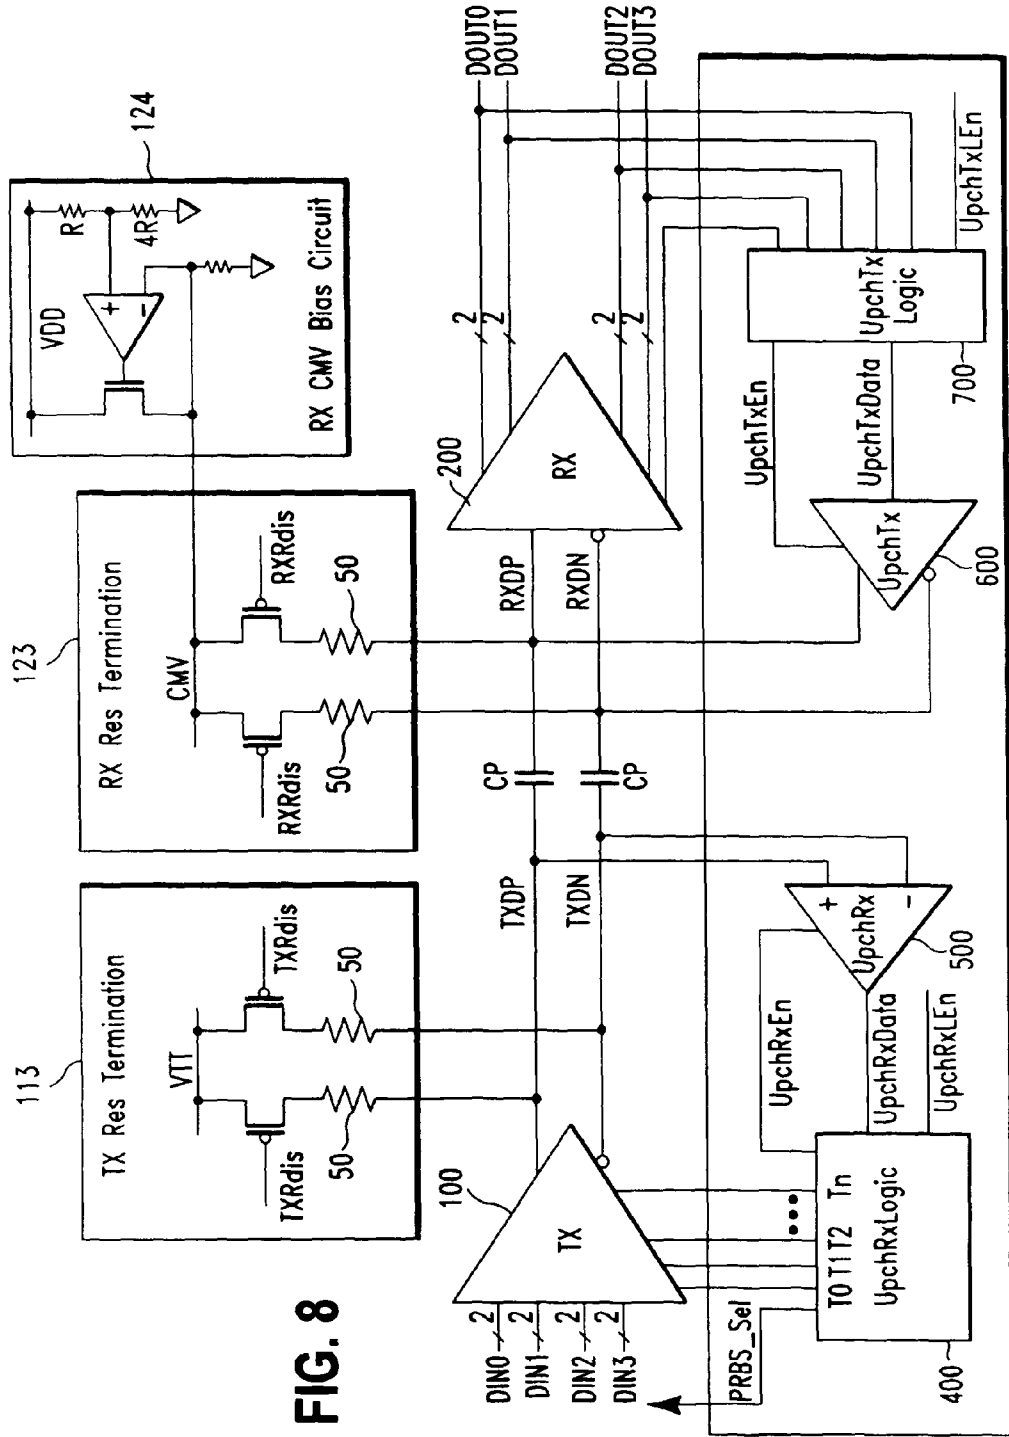 113
TX Res Termination
VTT
TXRdis
TXRdis
50
50
123
RX Res Termination
CMV
RXRdis
RXRdis
50
50
124
VDD
R
4R
+
-
RX CMV Bias Circuit
100
TX
DIN0
2
DIN1
2
DIN2
2
DIN3
2
TXDP
TXDN
CP
CP
RXDP
RXDN
200
RX
2
2
2
2
DOUT0
DOUT1
DOUT2
DOUT3
PRBS_Sel
T0 T1 T2 Tn
UpchRxLogic
400
UpchRxEn
UpchRxData
UpchRxLEn
+
-
UpchRx
500
UpchTx
600
UpchTxEn
UpchTxData
UpchTx
Logic
700
UpchTxLEn
FIG. 8